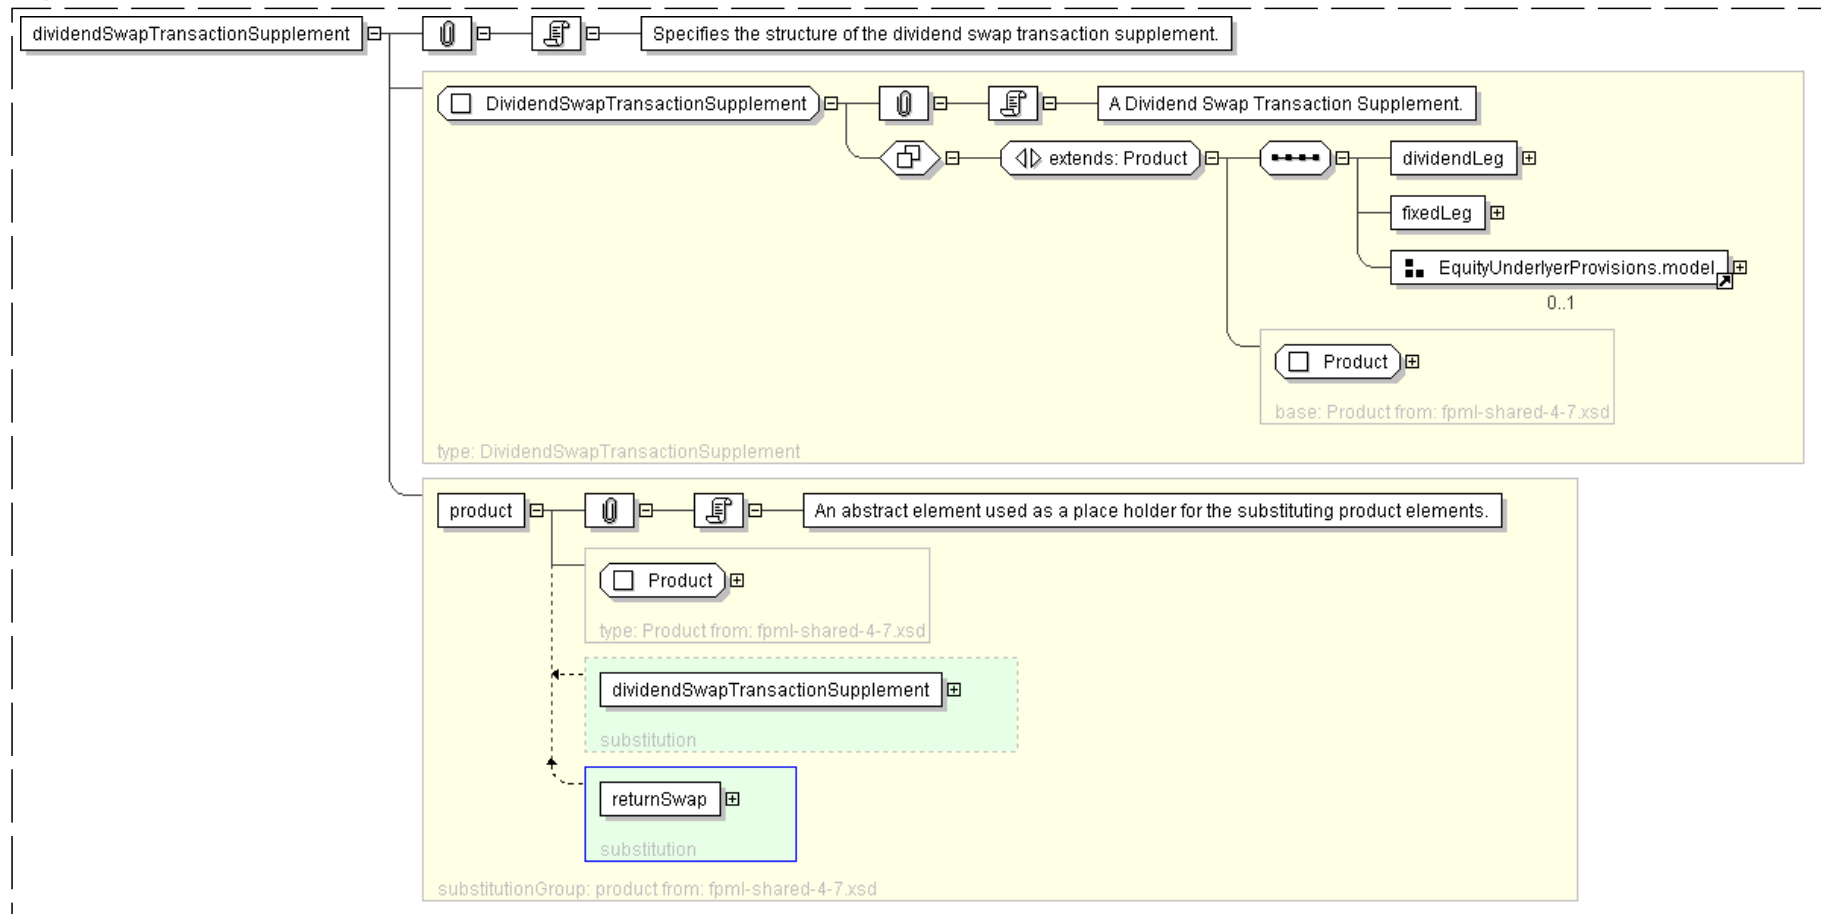 dividendSwapTransactionSupplement
Specifies the structure of the dividend swap transaction supplement.
DividendSwapTransactionSupplement
A Dividend Swap Transaction Supplement.
extends: Product
dividendLeg
fixedLeg
EquityUnderlyerProvisions.model
0..1
Product
base: Product from: fpml-shared-4-7.xsd
type: DividendSwapTransactionSupplement
product
An abstract element used as a place holder for the substituting product elements.
Product
type: Product from: fpml-shared-4-7.xsd
dividendSwapTransactionSupplement
substitution
returnSwap
substitution
substitutionGroup: product from: fpml-shared-4-7.xsd